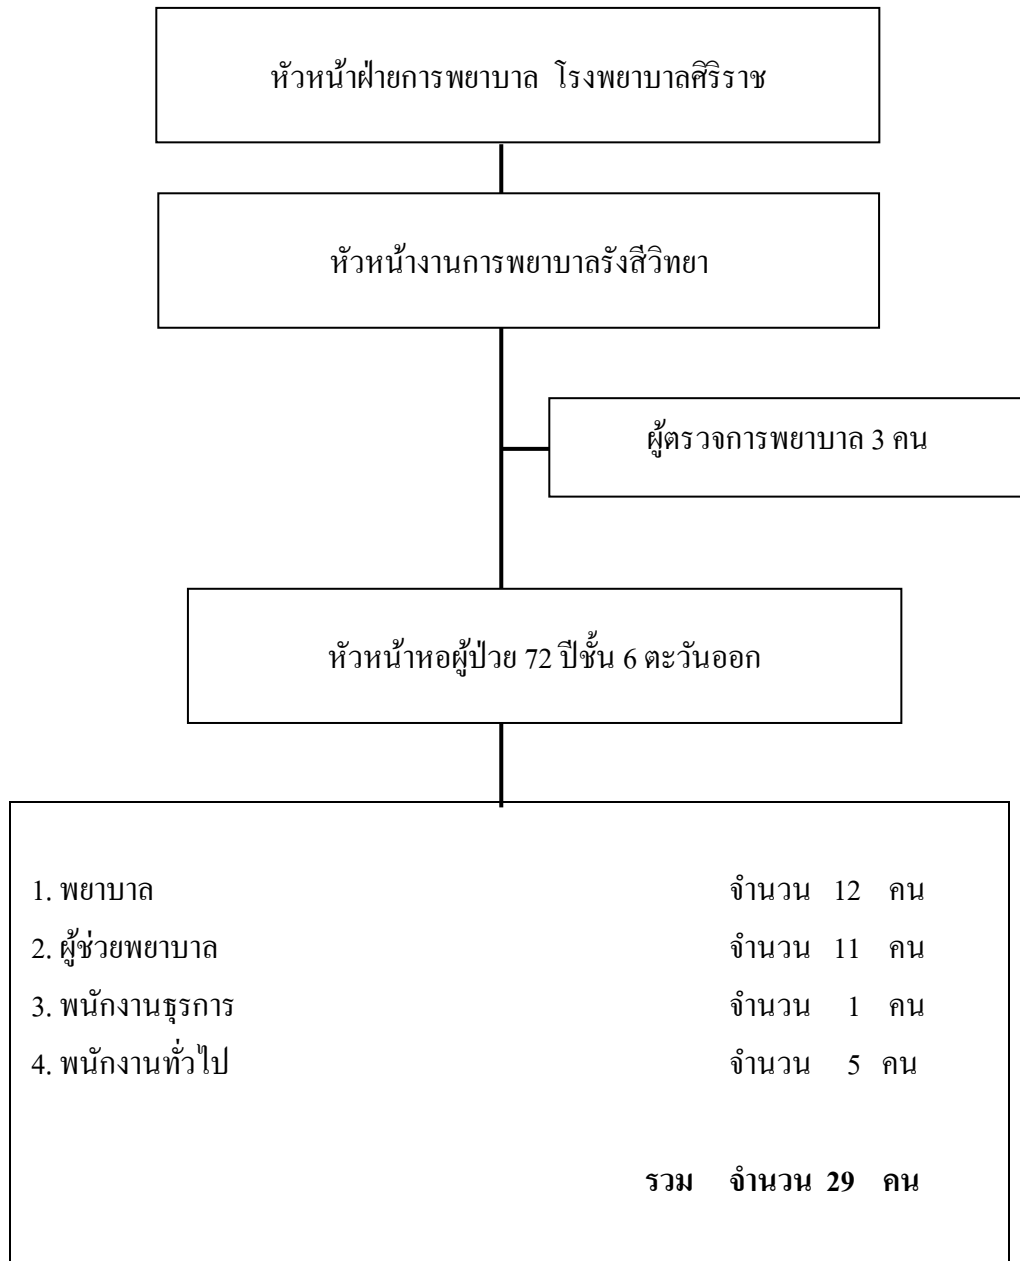 หัวหน้าฝ่ายการพยาบาล โรงพยาบาลศิริราช
หัวหน้างานการพยาบาลรังสีวิทยา
ผู้ตรวจการพยาบาล 3 คน
หัวหน้าหอผู้ป่วย 72 ปีชั้น 6 ตะวันออก
1. พยาบาล จำนวน 12 คน
2. ผู้ช่วยพยาบาล จำนวน 11 คน
3. พนักงานธุรการ จำนวน 1 คน
4. พนักงานทั่วไป จำนวน 5 คน
รวม จำนวน 29 คน